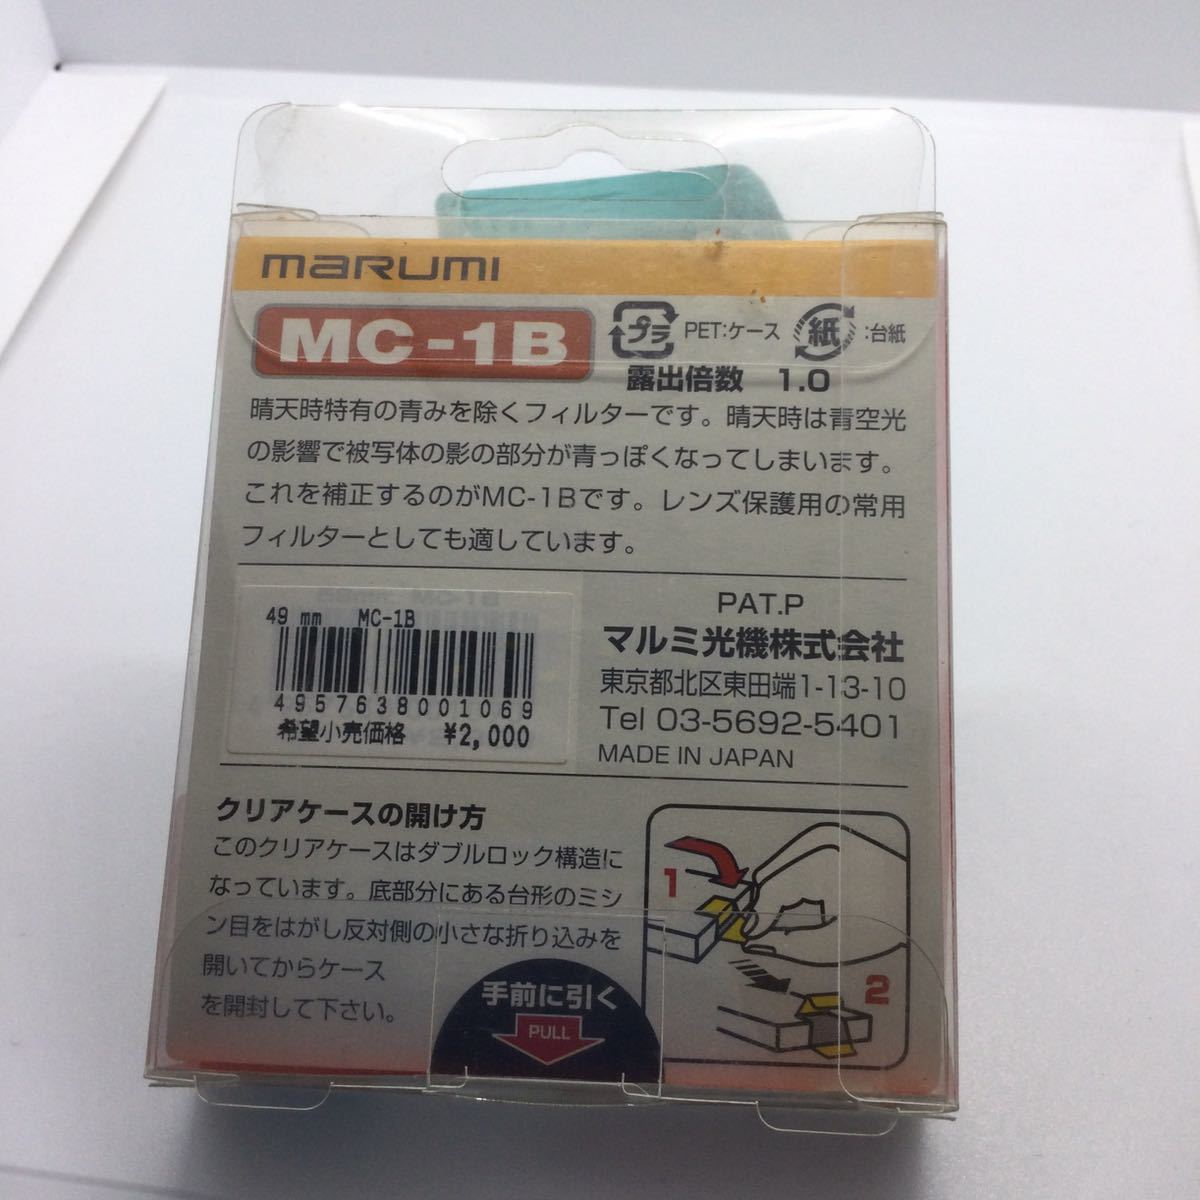 marumi
MC-1B
プラ PET:ケース 紙 :台紙
露出倍数 1.0
晴天時特有の青みを除くフィルターです。晴天時は青空光
の影響で被写体の影の部分が青っぽくなってしまいます。
これを補正するのがMC-1Bです。レンズ保護用の常用
フィルターとしても適しています。
49 mm MC-1B
4957638001069
希望小売価格 ¥2,000
PAT.P
マルミ光機株式会社
東京都北区東田端1-13-10
Tel 03-5692-5401
MADE IN JAPAN
クリアケースの開け方
このクリアケースはダブルロック構造に
なっています。底部分にある台形のミシ
ン目をはがし反対側の小さな折り込みを
開いてからケース
を開封して下さい。
手前に引く
PULL
1
2